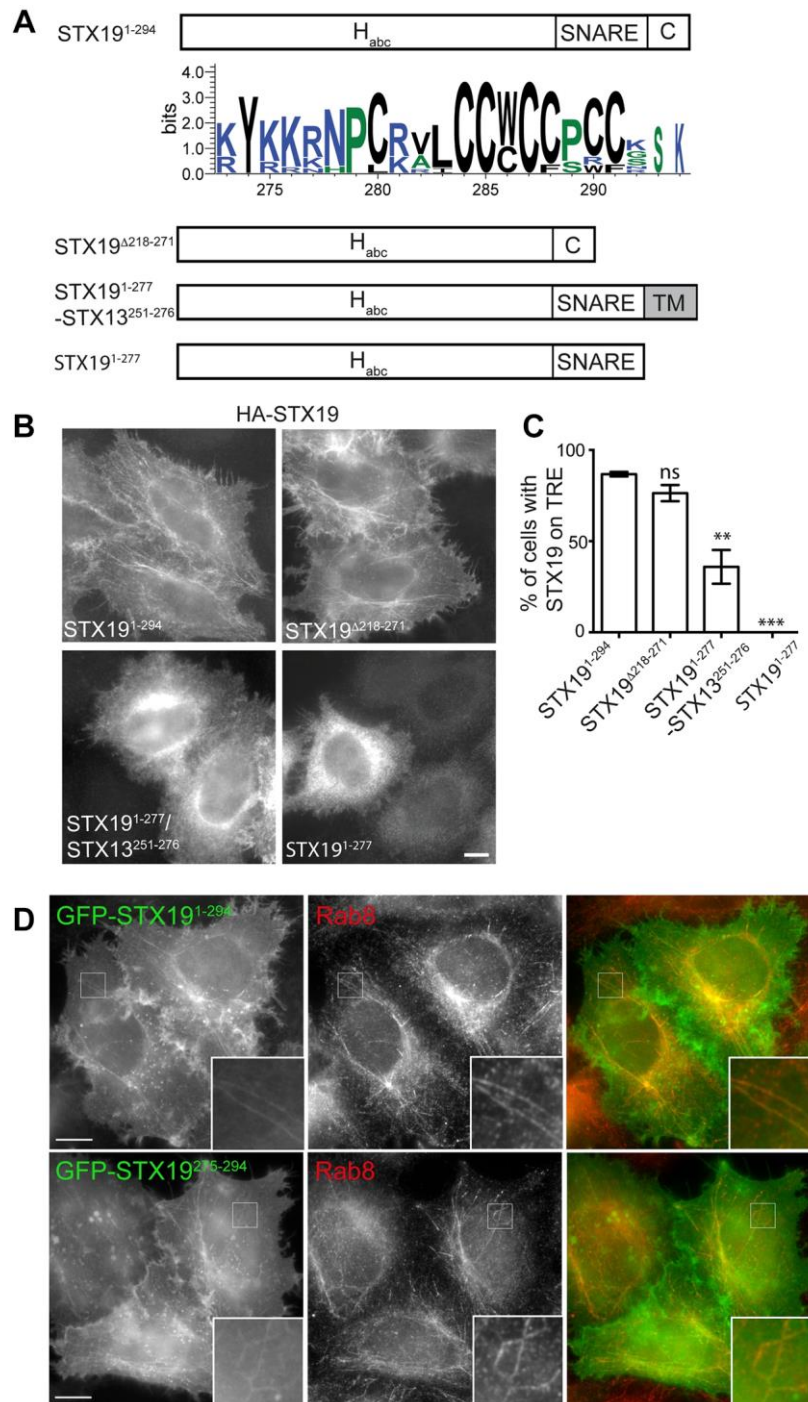 A
STX19 1-294
Habc SNARE C
bits
4.0
3.0
2.0
1.0
0.0
275 280 285 290
STX19 Δ218-271
Habc C
STX19 1-277
-STX13 251-276
Habc SNARE TM
STX19 1-277
Habc SNARE
B
HA-STX19
STX19 1-294
STX19 Δ218-271
STX19 1-277/
STX13 251-276
STX19 1-277
C
% of cells with
STX19 on TRE
100
50
0
ns
**
***
STX19 1-294
STX19 Δ218-271
STX19 1-277
-STX13 251-276
STX19 1-277
D
GFP-STX19 1-294
Rab8
GFP-STX19 275-294
Rab8